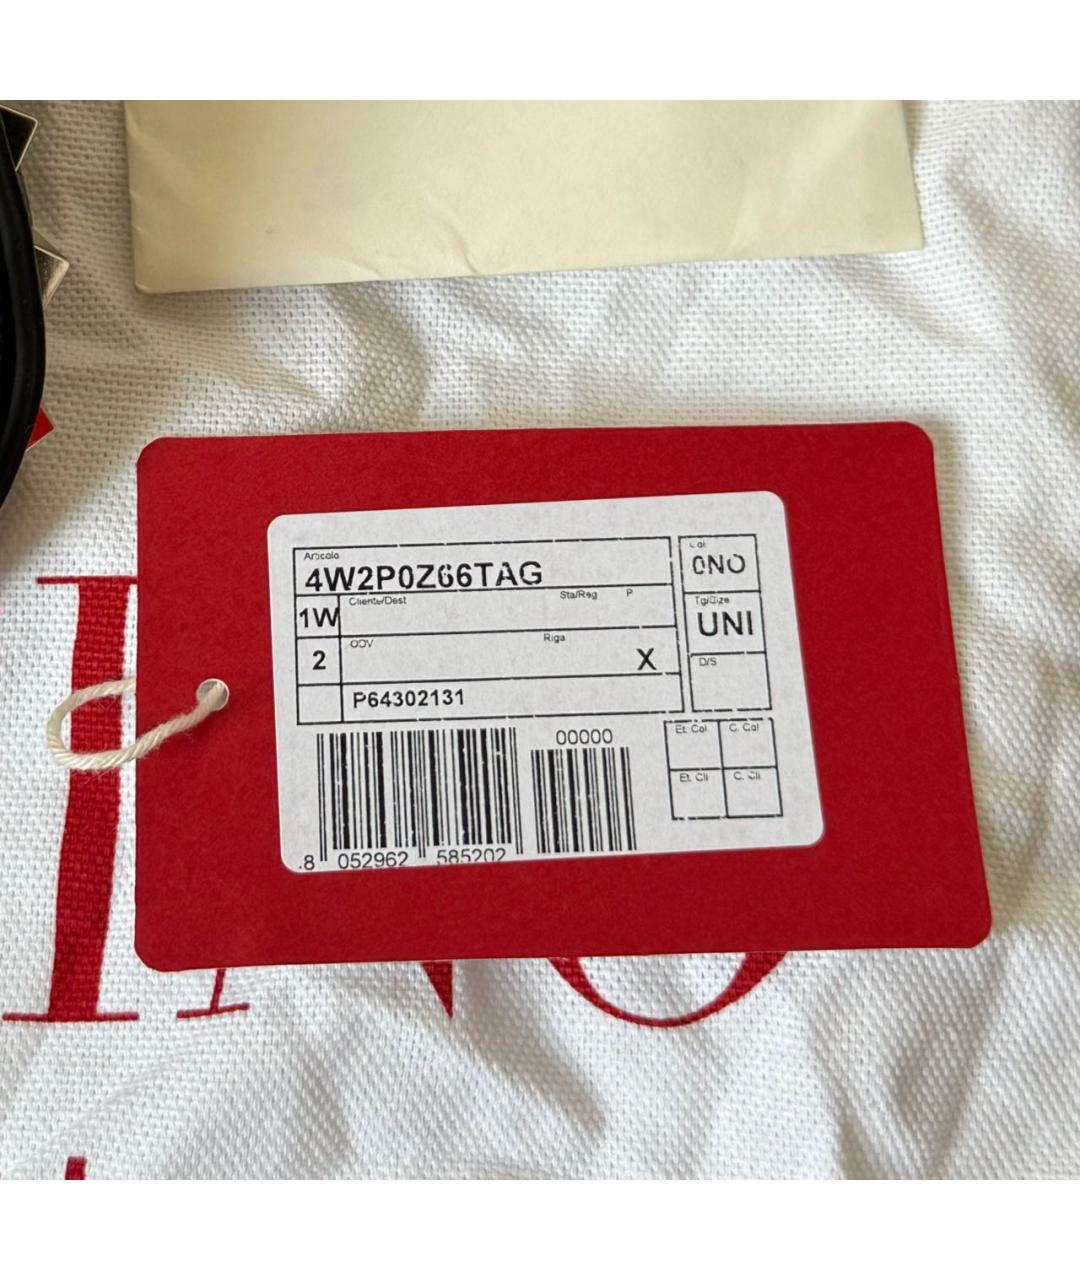 Articolo
4W2P0Z66TAG
Col
0NO
1W
Cliente/Dest
Sta/Reg
P
Tg/Size
UNI
2
ODV
Riga
X
D/S
P64302131
00000
Et. Col
C. Col
Et. Cli
C. Cli
8 052962 585202
INO